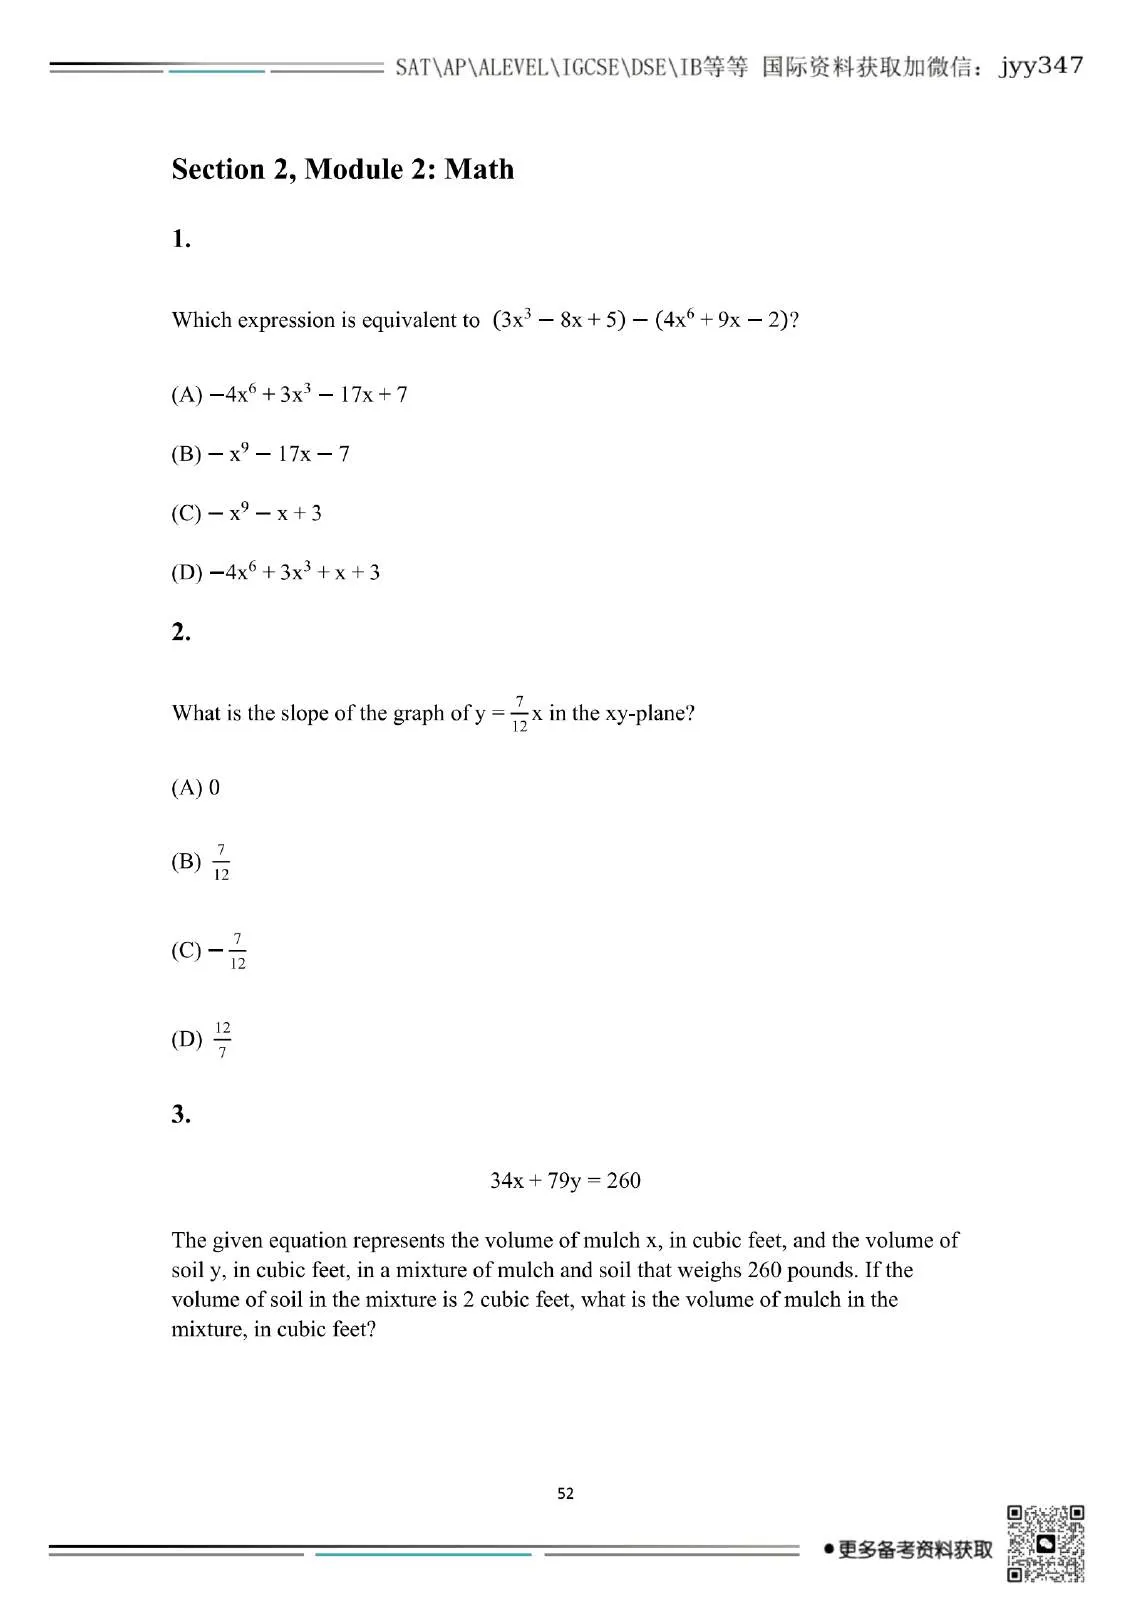 SAT\AP\ALEVEL\IGCSE\DSE\IB等等 国际资料获取加微信: jyy347
Section 2, Module 2: Math
1.
Which expression is equivalent to (3x³ − 8x + 5) − (4x⁶ + 9x − 2)?
(A) −4x⁶ + 3x³ − 17x + 7
(B) − x⁹ − 17x − 7
(C) − x⁹ − x + 3
(D) −4x⁶ + 3x³ + x + 3
2.
What is the slope of the graph of y = 7/12 x in the xy-plane?
(A) 0
(B) 7/12
(C) − 7/12
(D) 12/7
3.
34x + 79y = 260
The given equation represents the volume of mulch x, in cubic feet, and the volume of
soil y, in cubic feet, in a mixture of mulch and soil that weighs 260 pounds. If the
volume of soil in the mixture is 2 cubic feet, what is the volume of mulch in the
mixture, in cubic feet?
52
●更多备考资料获取